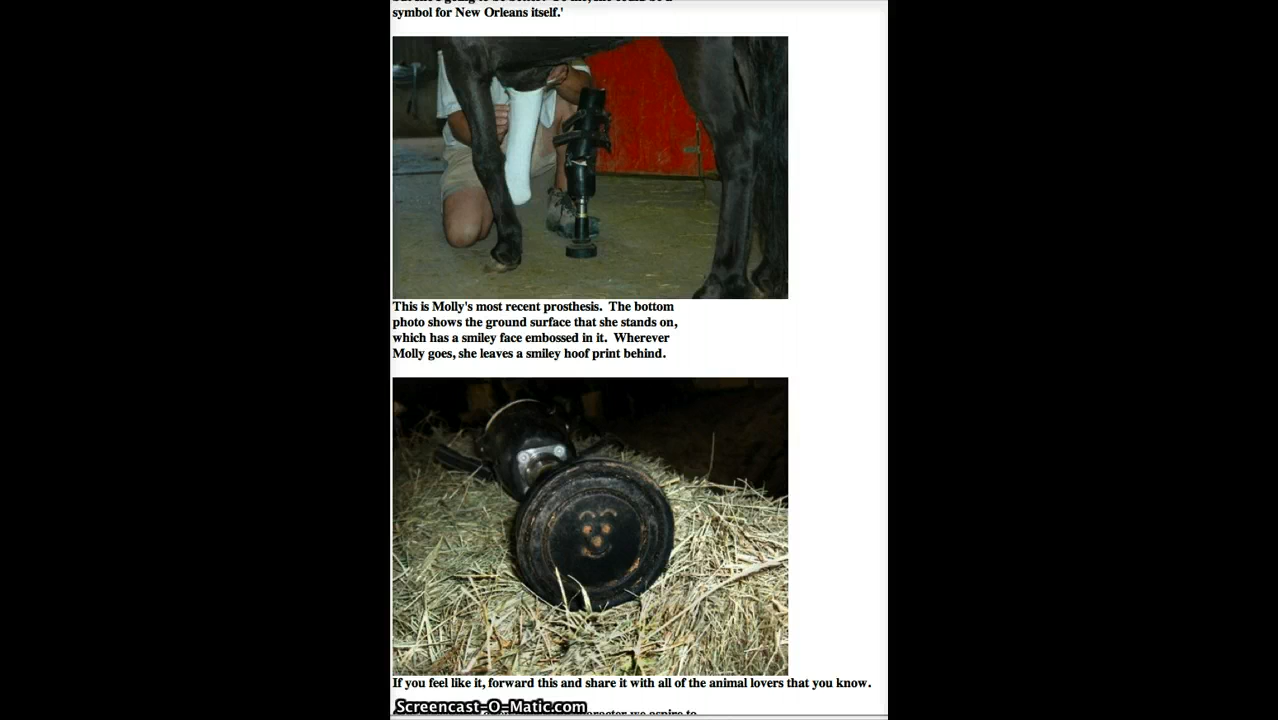 symbol for New Orleans itself.'
This is Molly's most recent prosthesis.  The bottom
photo shows the ground surface that she stands on,
which has a smiley face embossed in it.  Wherever
Molly goes, she leaves a smiley hoof print behind.
If you feel like it, forward this and share it with all of the animal lovers that you know.
Screencast-O-Matic.com